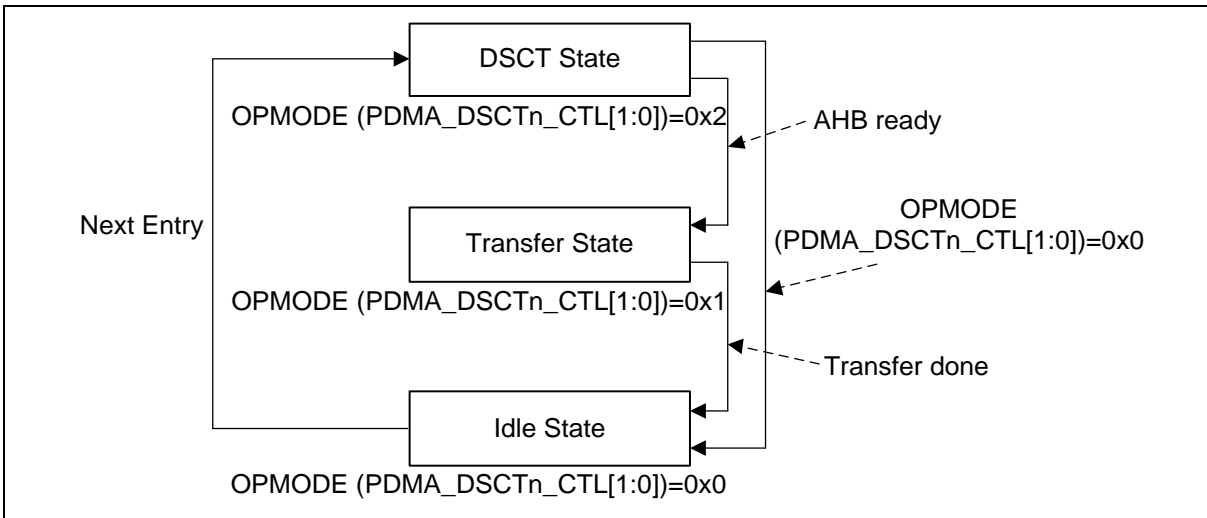 DSCT State
OPMODE (PDMA_DSCTn_CTL[1:0])=0x2
AHB ready
Next Entry
Transfer State
OPMODE
(PDMA_DSCTn_CTL[1:0])=0x0
OPMODE (PDMA_DSCTn_CTL[1:0])=0x1
Transfer done
Idle State
OPMODE (PDMA_DSCTn_CTL[1:0])=0x0